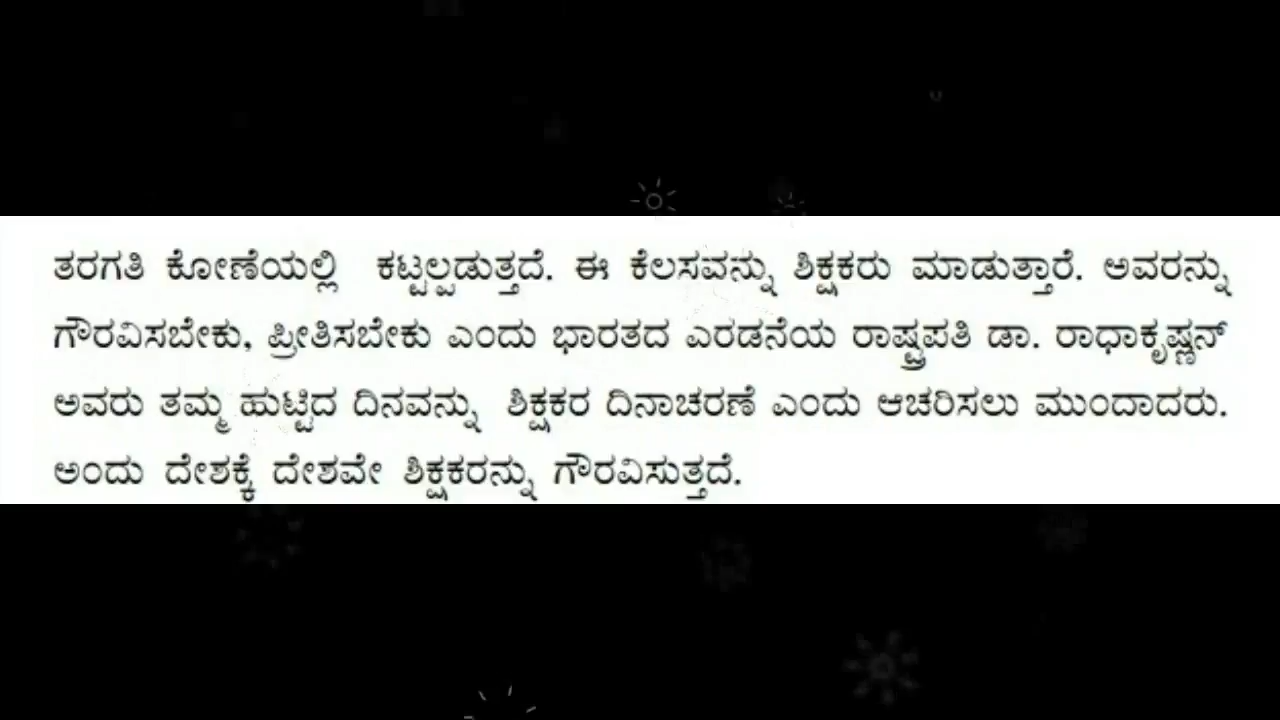 ತರಗತಿ ಕೋಣೆಯಲ್ಲಿ ಕಟ್ಟಲ್ಪಡುತ್ತದೆ. ಈ ಕೆಲಸವನ್ನು ಶಿಕ್ಷಕರು ಮಾಡುತ್ತಾರೆ. ಅವರನ್ನು
ಗೌರವಿಸಬೇಕು, ಪ್ರೀತಿಸಬೇಕು ಎಂದು ಭಾರತದ ಎರಡನೆಯ ರಾಷ್ಟ್ರಪತಿ ಡಾ. ರಾಧಾಕೃಷ್ಣನ್
ಅವರು ತಮ್ಮ ಹುಟ್ಟಿದ ದಿನವನ್ನು ಶಿಕ್ಷಕರ ದಿನಾಚರಣೆ ಎಂದು ಆಚರಿಸಲು ಮುಂದಾದರು.
ಅಂದು ದೇಶಕ್ಕೆ ದೇಶವೇ ಶಿಕ್ಷಕರನ್ನು ಗೌರವಿಸುತ್ತದೆ.